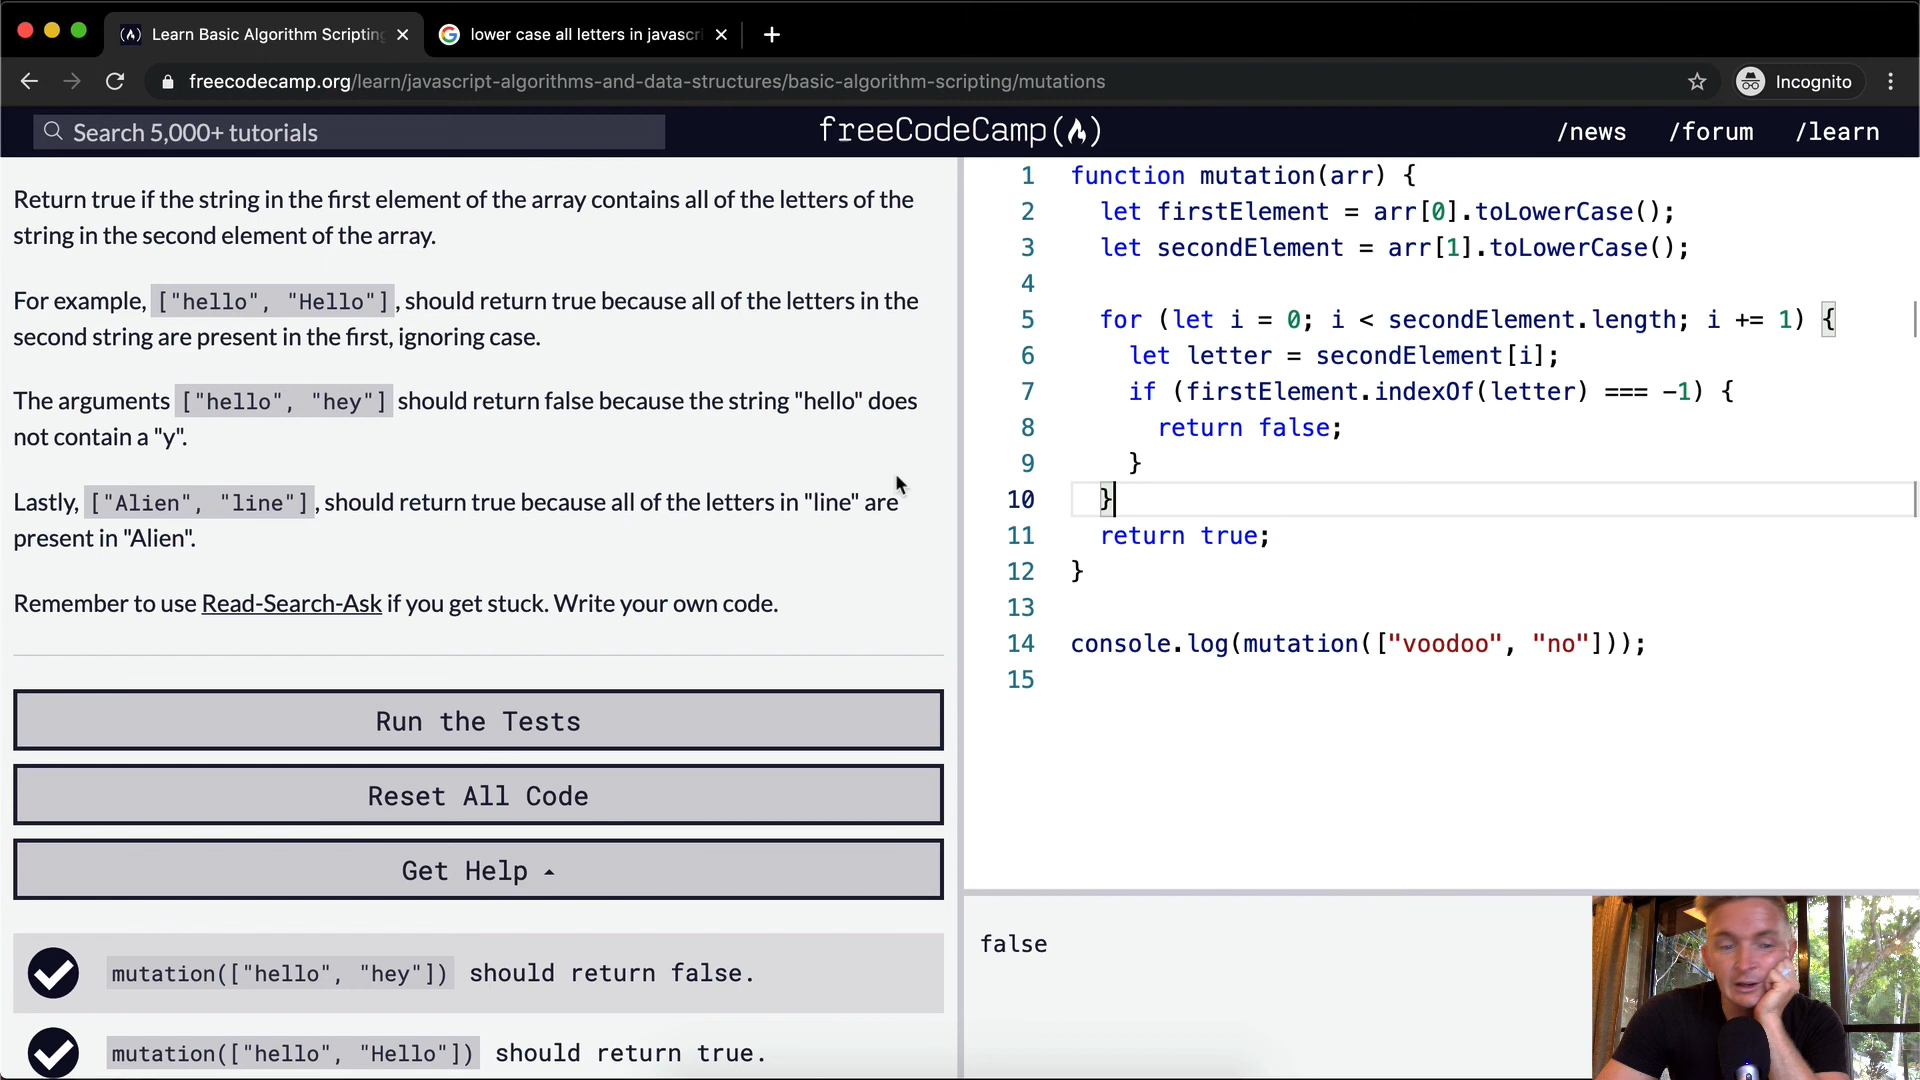 Learn Basic Algorithm Scripting
lower case all letters in javascri
freecodecamp.org/learn/javascript-algorithms-and-data-structures/basic-algorithm-scripting/mutations
Incognito
Search 5,000+ tutorials
freeCodeCamp
/news
/forum
/learn
Return true if the string in the first element of the array contains all of the letters of the
string in the second element of the array.
For example, ["hello", "Hello"], should return true because all of the letters in the
second string are present in the first, ignoring case.
The arguments ["hello", "hey"] should return false because the string "hello" does
not contain a "y".
Lastly, ["Alien", "line"], should return true because all of the letters in "line" are
present in "Alien".
Remember to use Read-Search-Ask if you get stuck. Write your own code.
Run the Tests
Reset All Code
Get Help
mutation(["hello", "hey"]) should return false.
mutation(["hello", "Hello"]) should return true.
1 function mutation(arr) {
2 let firstElement = arr[0].toLowerCase();
3 let secondElement = arr[1].toLowerCase();
4
5 for (let i = 0; i < secondElement.length; i += 1) {
6 let letter = secondElement[i];
7 if (firstElement.indexOf(letter) === -1) {
8 return false;
9 }
10 }
11 return true;
12 }
13
14 console.log(mutation(["voodoo", "no"]));
15
false